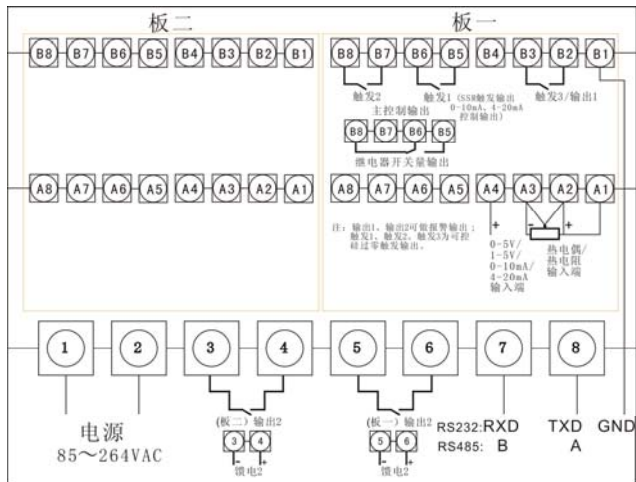 板二 板一
B8 B7 B6 B5 B4 B3 B2 B1 B8 B7 B6 B5 B4 B3 B2 B1
触发2 触发1 (SSR触发输出 触发3/输出1
0-10mA、4-20mA
控制输出)
主控制输出
B8 B7 B6 B5
继电器开关量输出
A8 A7 A6 A5 A4 A3 A2 A1 A8 A7 A6 A5 A4 A3 A2 A1
注: 输出1、输出2可做报警输出;
触发1、触发2、触发3为可控
硅过零触发输出。
+ - +
0-5V/
1-5V/
0-10mA/
4-20mA
输入端
热电偶/
热电阻
输入端
1 2 3 4 5 6 7 8
电源
85～264VAC
(板二) 输出2
3 4
- +
馈电2
(板一) 输出2
5 6
- +
馈电2
RS232:RXD TXD GND
RS485: B A